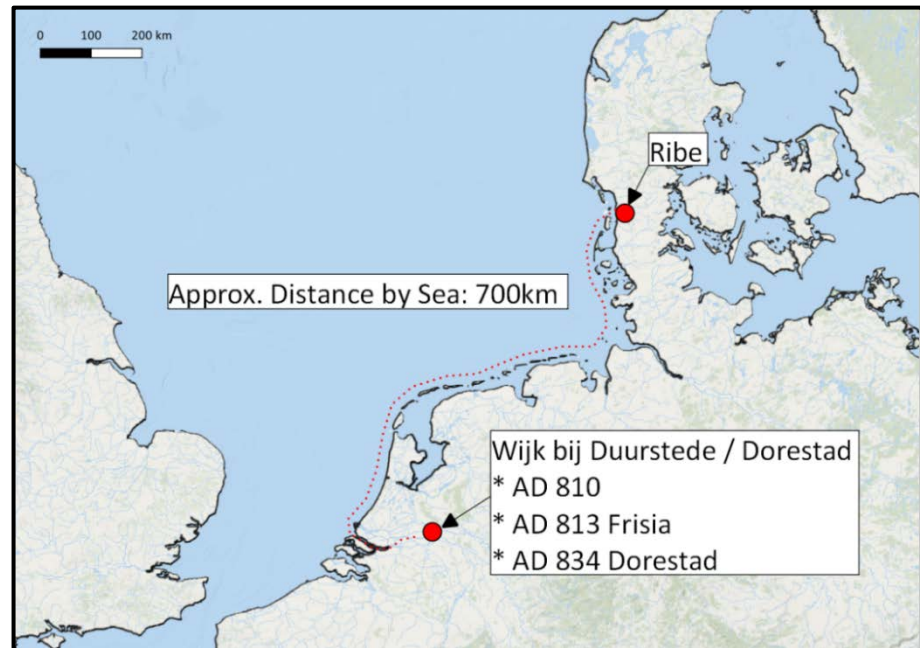 0 100 200 km
Ribe
Approx. Distance by Sea: 700km
Wijk bij Duurstede / Dorestad
* AD 810
* AD 813 Frisia
* AD 834 Dorestad